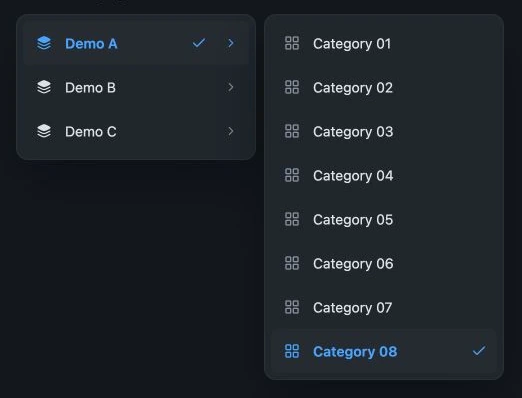 Demo A
Demo B
Demo C
Category 01
Category 02
Category 03
Category 04
Category 05
Category 06
Category 07
Category 08